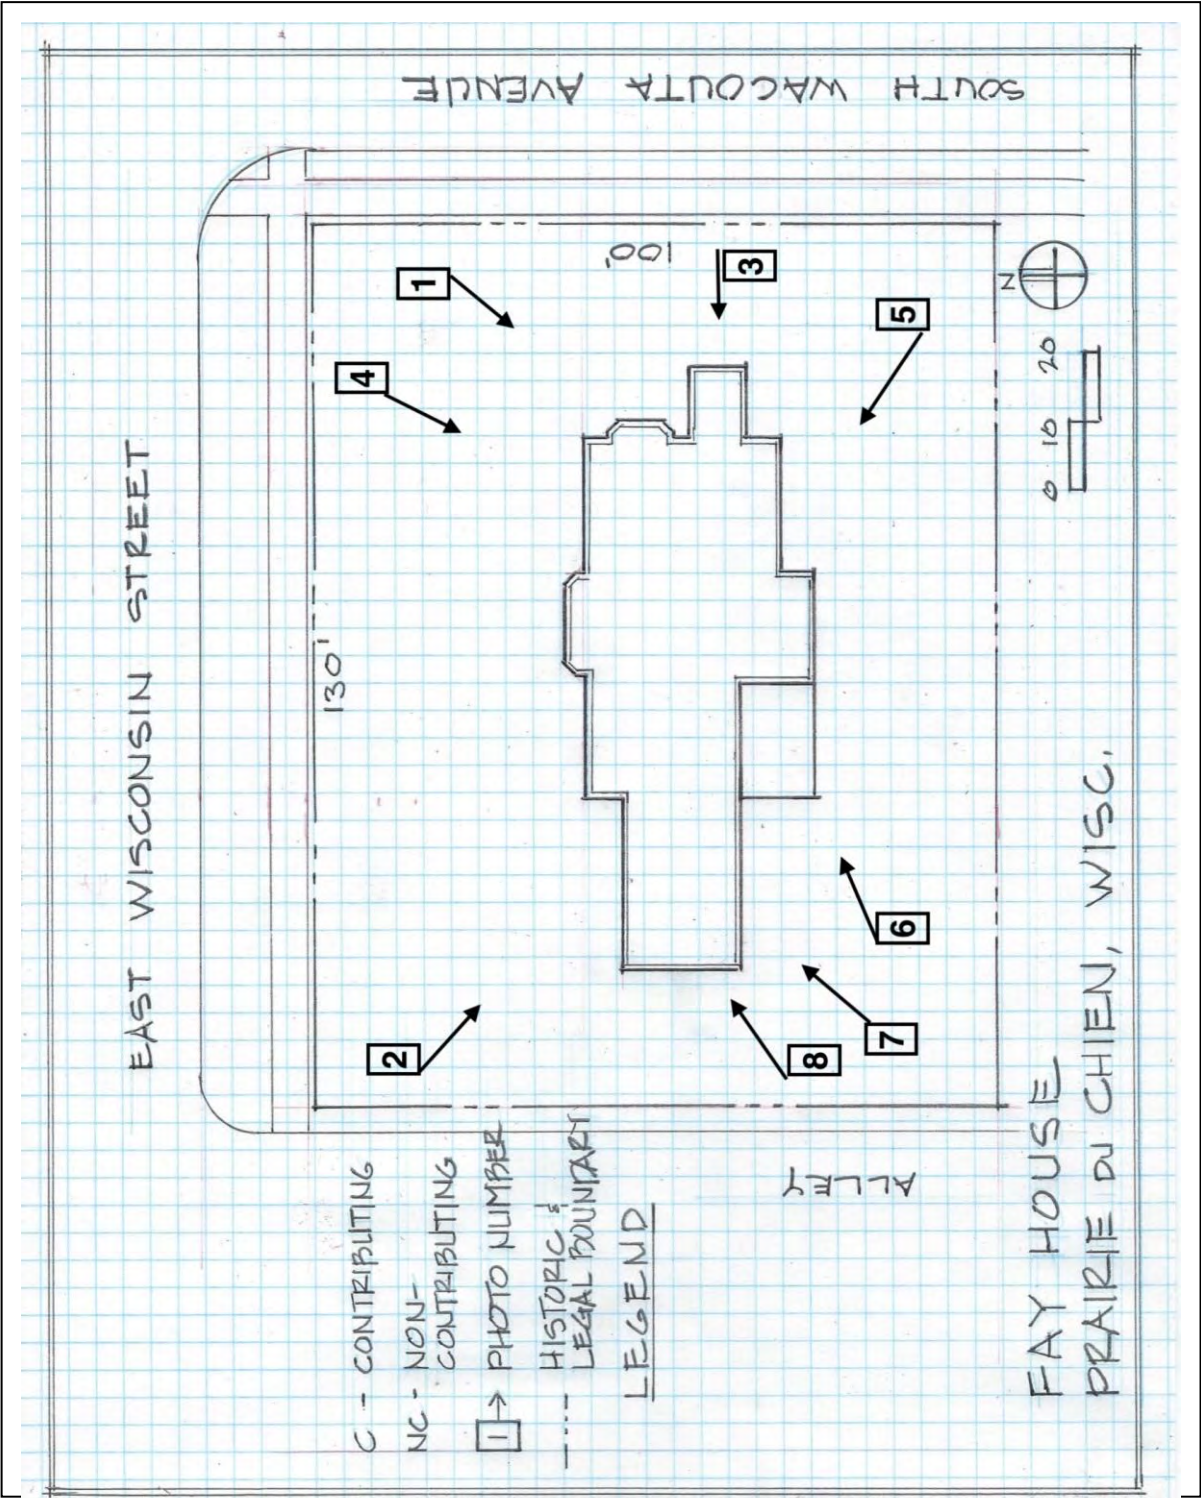 SOUTH WACOUTA AVENUE
EAST WISCONSIN STREET
130'
100'
1
2
3
4
5
6
7
8
N
0 10 20
ALLEY
C - CONTRIBUTING
NC - NON-
CONTRIBUTING
1 → PHOTO NUMBER
HISTORIC &
LEGAL BOUNDARY
LEGEND
FAY HOUSE
PRAIRIE DU CHIEN, WISC.